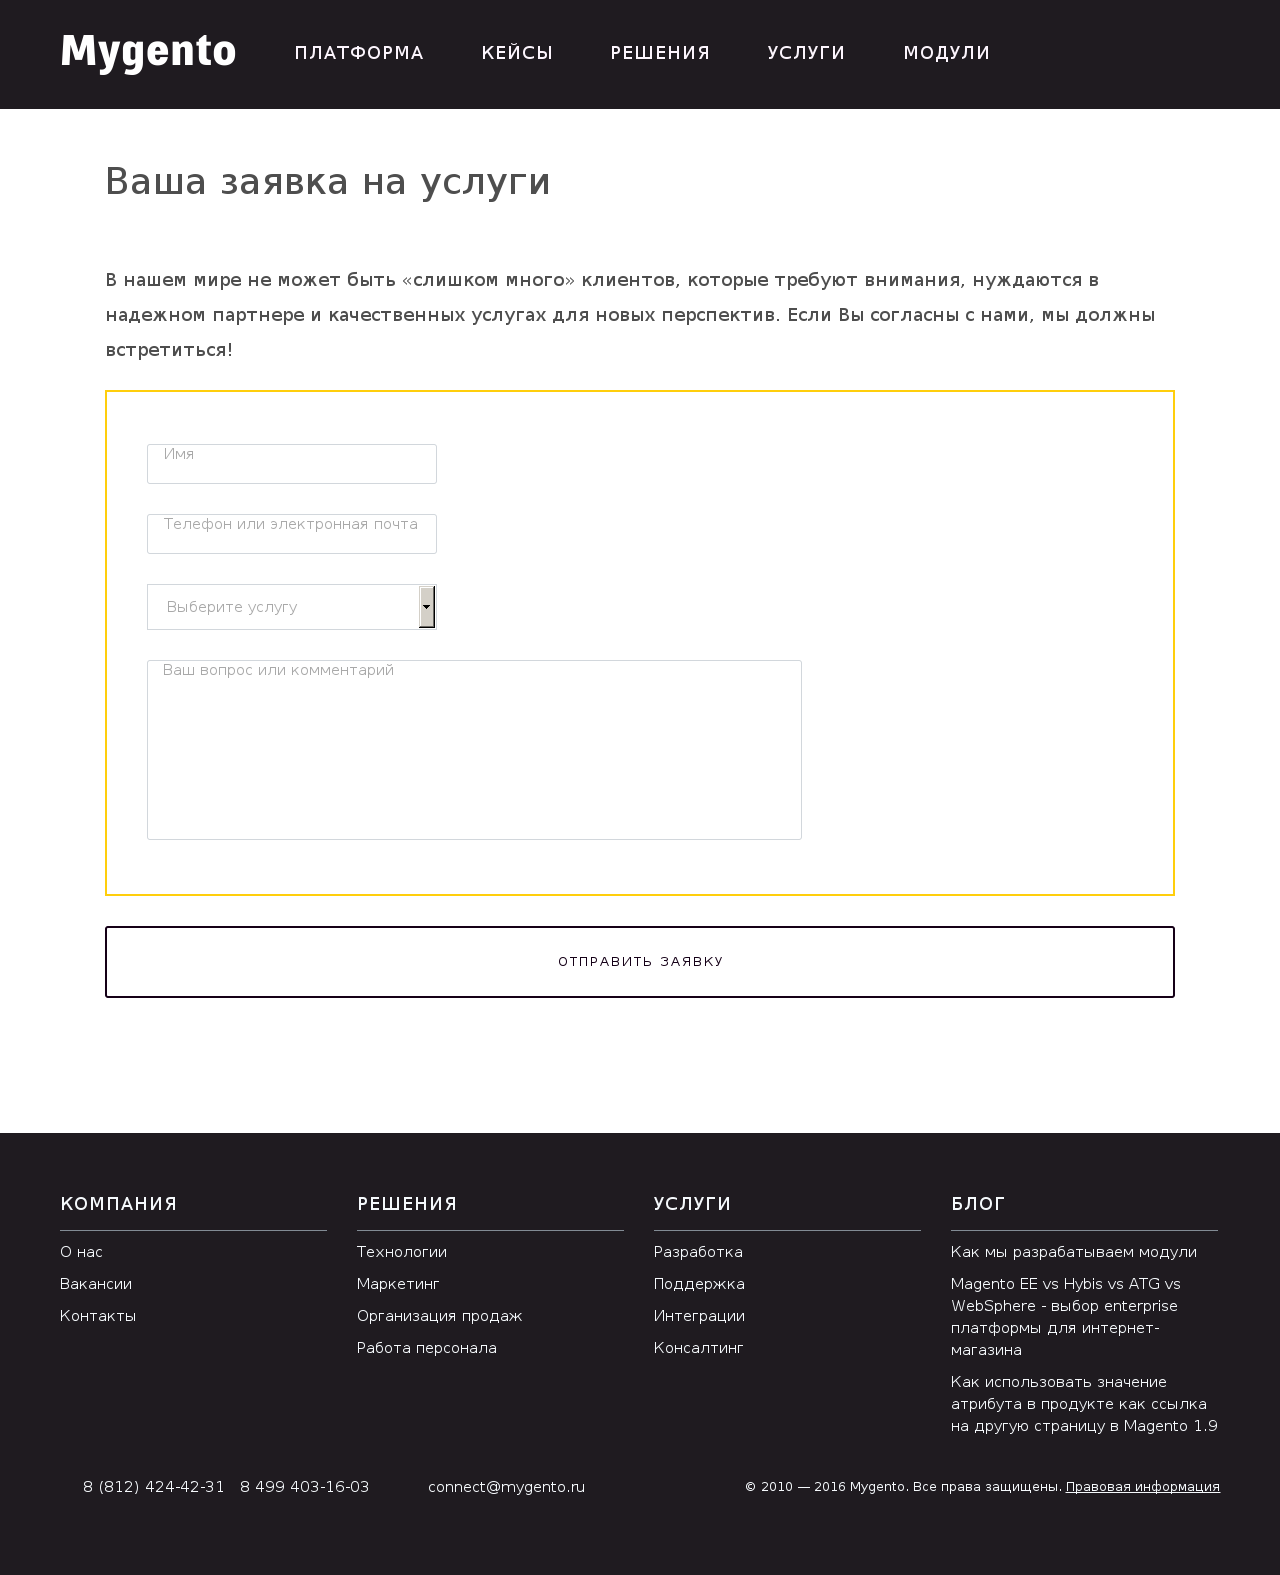 Mygento
ПЛАТФОРМА
КЕЙСЫ
РЕШЕНИЯ
УСЛУГИ
МОДУЛИ
Ваша заявка на услуги
В нашем мире не может быть «слишком много» клиентов, которые требуют внимания, нуждаются в
надежном партнере и качественных услугах для новых перспектив. Если Вы согласны с нами, мы должны
встретиться!
Имя
Телефон или электронная почта
Выберите услугу
Ваш вопрос или комментарий
ОТПРАВИТЬ ЗАЯВКУ
КОМПАНИЯ
О нас
Вакансии
Контакты
РЕШЕНИЯ
Технологии
Маркетинг
Организация продаж
Работа персонала
УСЛУГИ
Разработка
Поддержка
Интеграции
Консалтинг
БЛОГ
Как мы разрабатываем модули
Magento EE vs Hybis vs ATG vs
WebSphere - выбор enterprise
платформы для интернет-
магазина
Как использовать значение
атрибута в продукте как ссылка
на другую страницу в Magento 1.9
8 (812) 424-42-31
8 499 403-16-03
connect@mygento.ru
© 2010 — 2016 Mygento. Все права защищены. Правовая информация